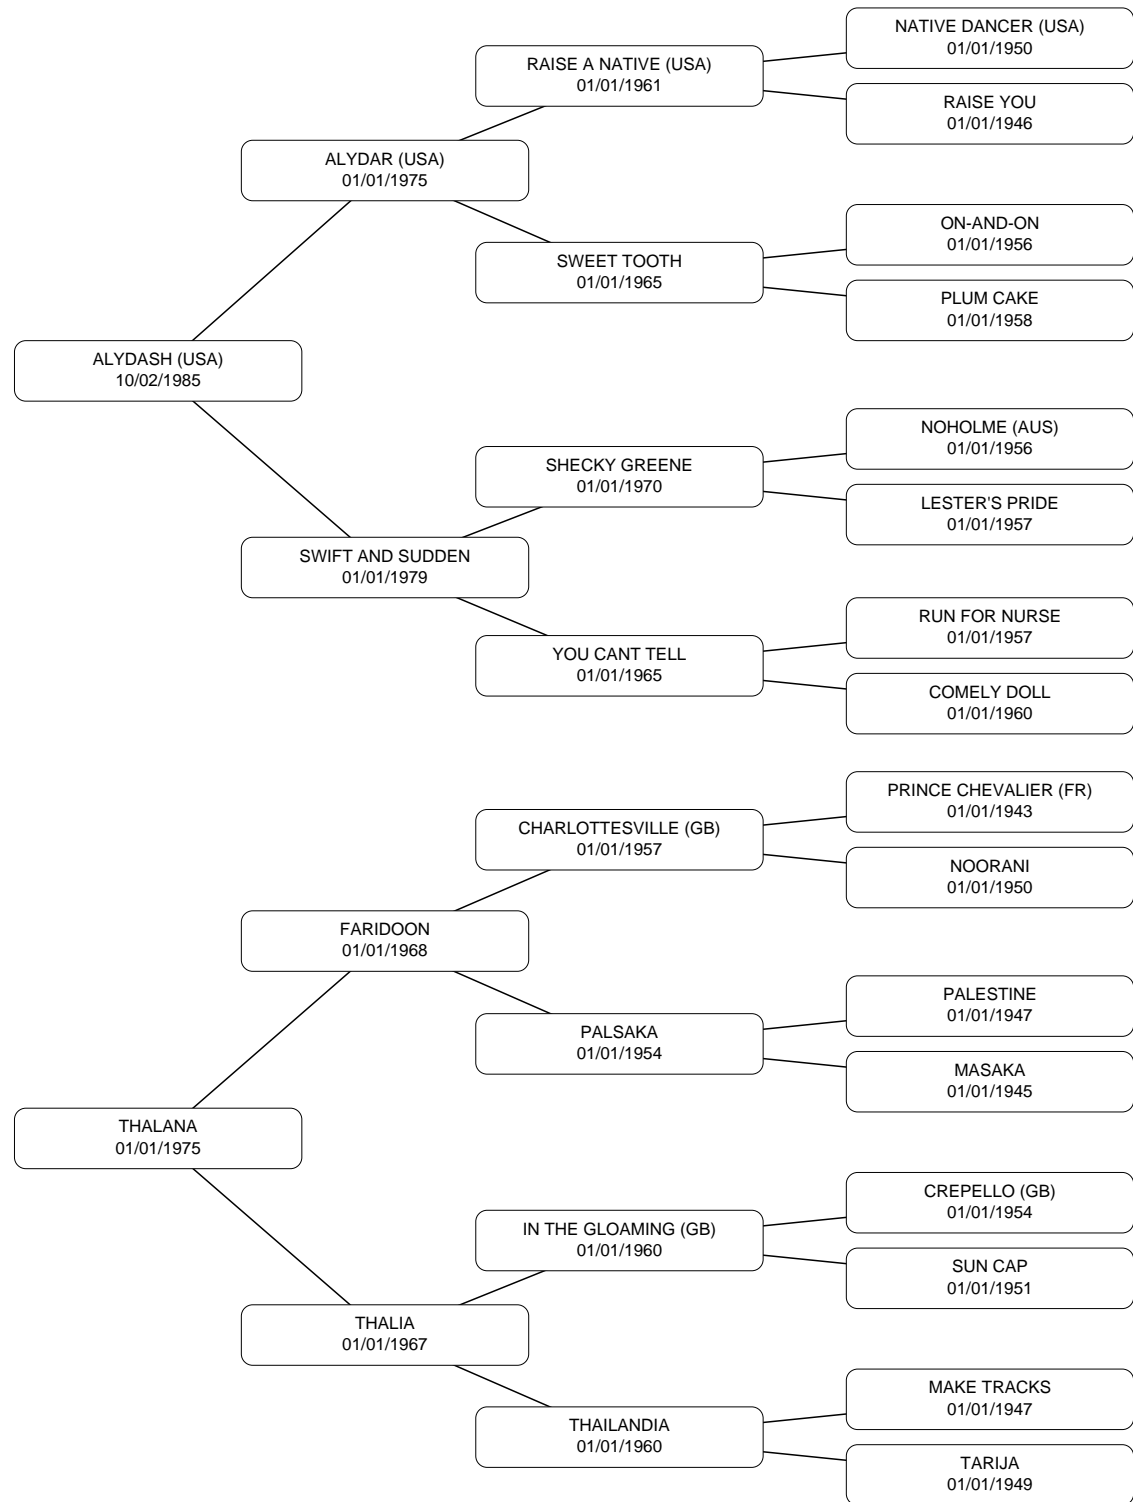 NATIVE DANCER (USA)
01/01/1950
RAISE A NATIVE (USA)
01/01/1961
RAISE YOU
01/01/1946
ALYDAR (USA)
01/01/1975
ON-AND-ON
01/01/1956
SWEET TOOTH
01/01/1965
PLUM CAKE
01/01/1958
ALYDASH (USA)
10/02/1985
NOHOLME (AUS)
01/01/1956
SHECKY GREENE
01/01/1970
LESTER'S PRIDE
01/01/1957
SWIFT AND SUDDEN
01/01/1979
RUN FOR NURSE
01/01/1957
YOU CANT TELL
01/01/1965
COMELY DOLL
01/01/1960
PRINCE CHEVALIER (FR)
01/01/1943
CHARLOTTESVILLE (GB)
01/01/1957
NOORANI
01/01/1950
FARIDOON
01/01/1968
PALESTINE
01/01/1947
PALSAKA
01/01/1954
MASAKA
01/01/1945
THALANA
01/01/1975
CREPELLO (GB)
01/01/1954
IN THE GLOAMING (GB)
01/01/1960
SUN CAP
01/01/1951
THALIA
01/01/1967
MAKE TRACKS
01/01/1947
THAILANDIA
01/01/1960
TARIJA
01/01/1949